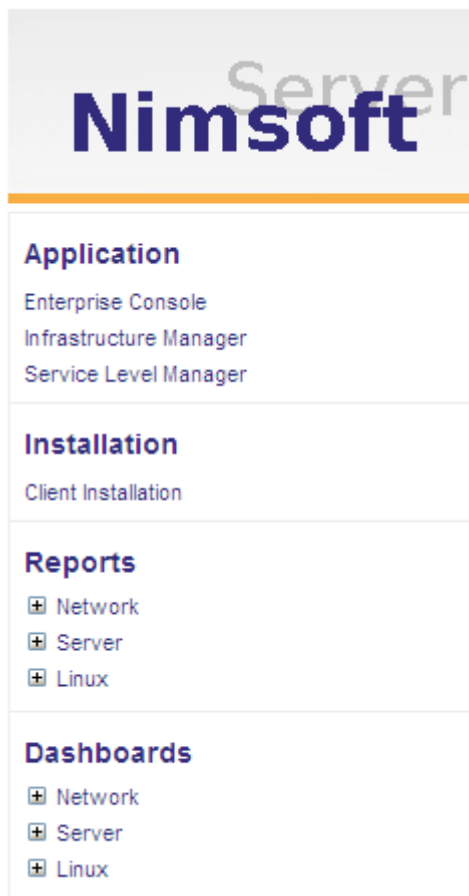 Server
Nimsoft
Application
Enterprise Console
Infrastructure Manager
Service Level Manager
Installation
Client Installation
Reports
Network
Server
Linux
Dashboards
Network
Server
Linux